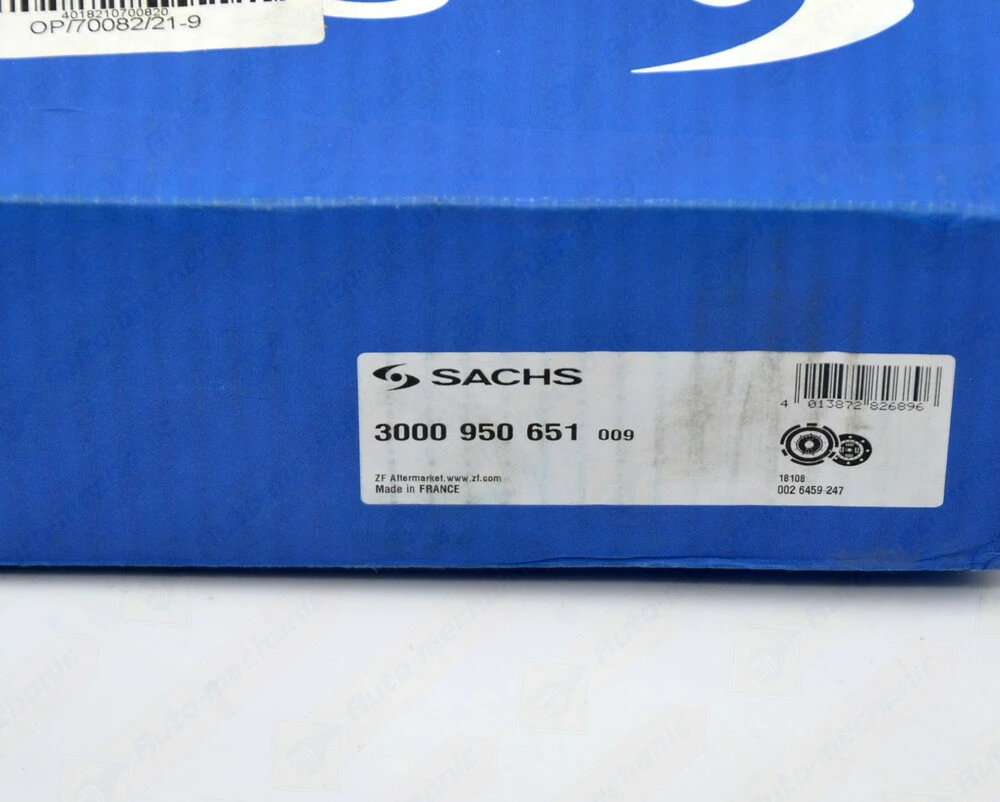 4018210700820
OP/70082/21-9
SACHS
4 013872 826896
3000 950 651 009
ZF Aftermarket.www.zf.com
Made in FRANCE
18108
002 6459 247
Automechanic